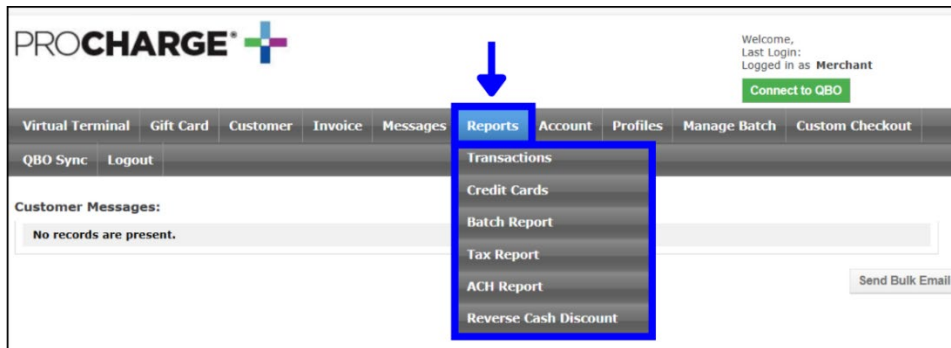 PROCHARGE
Welcome,
Last Login:
Logged in as Merchant
Connect to QBO
Virtual Terminal Gift Card Customer Invoice Messages Reports Account Profiles Manage Batch Custom Checkout
QBO Sync Logout
Transactions
Credit Cards
Batch Report
Tax Report
ACH Report
Reverse Cash Discount
Customer Messages:
No records are present.
Send Bulk Email